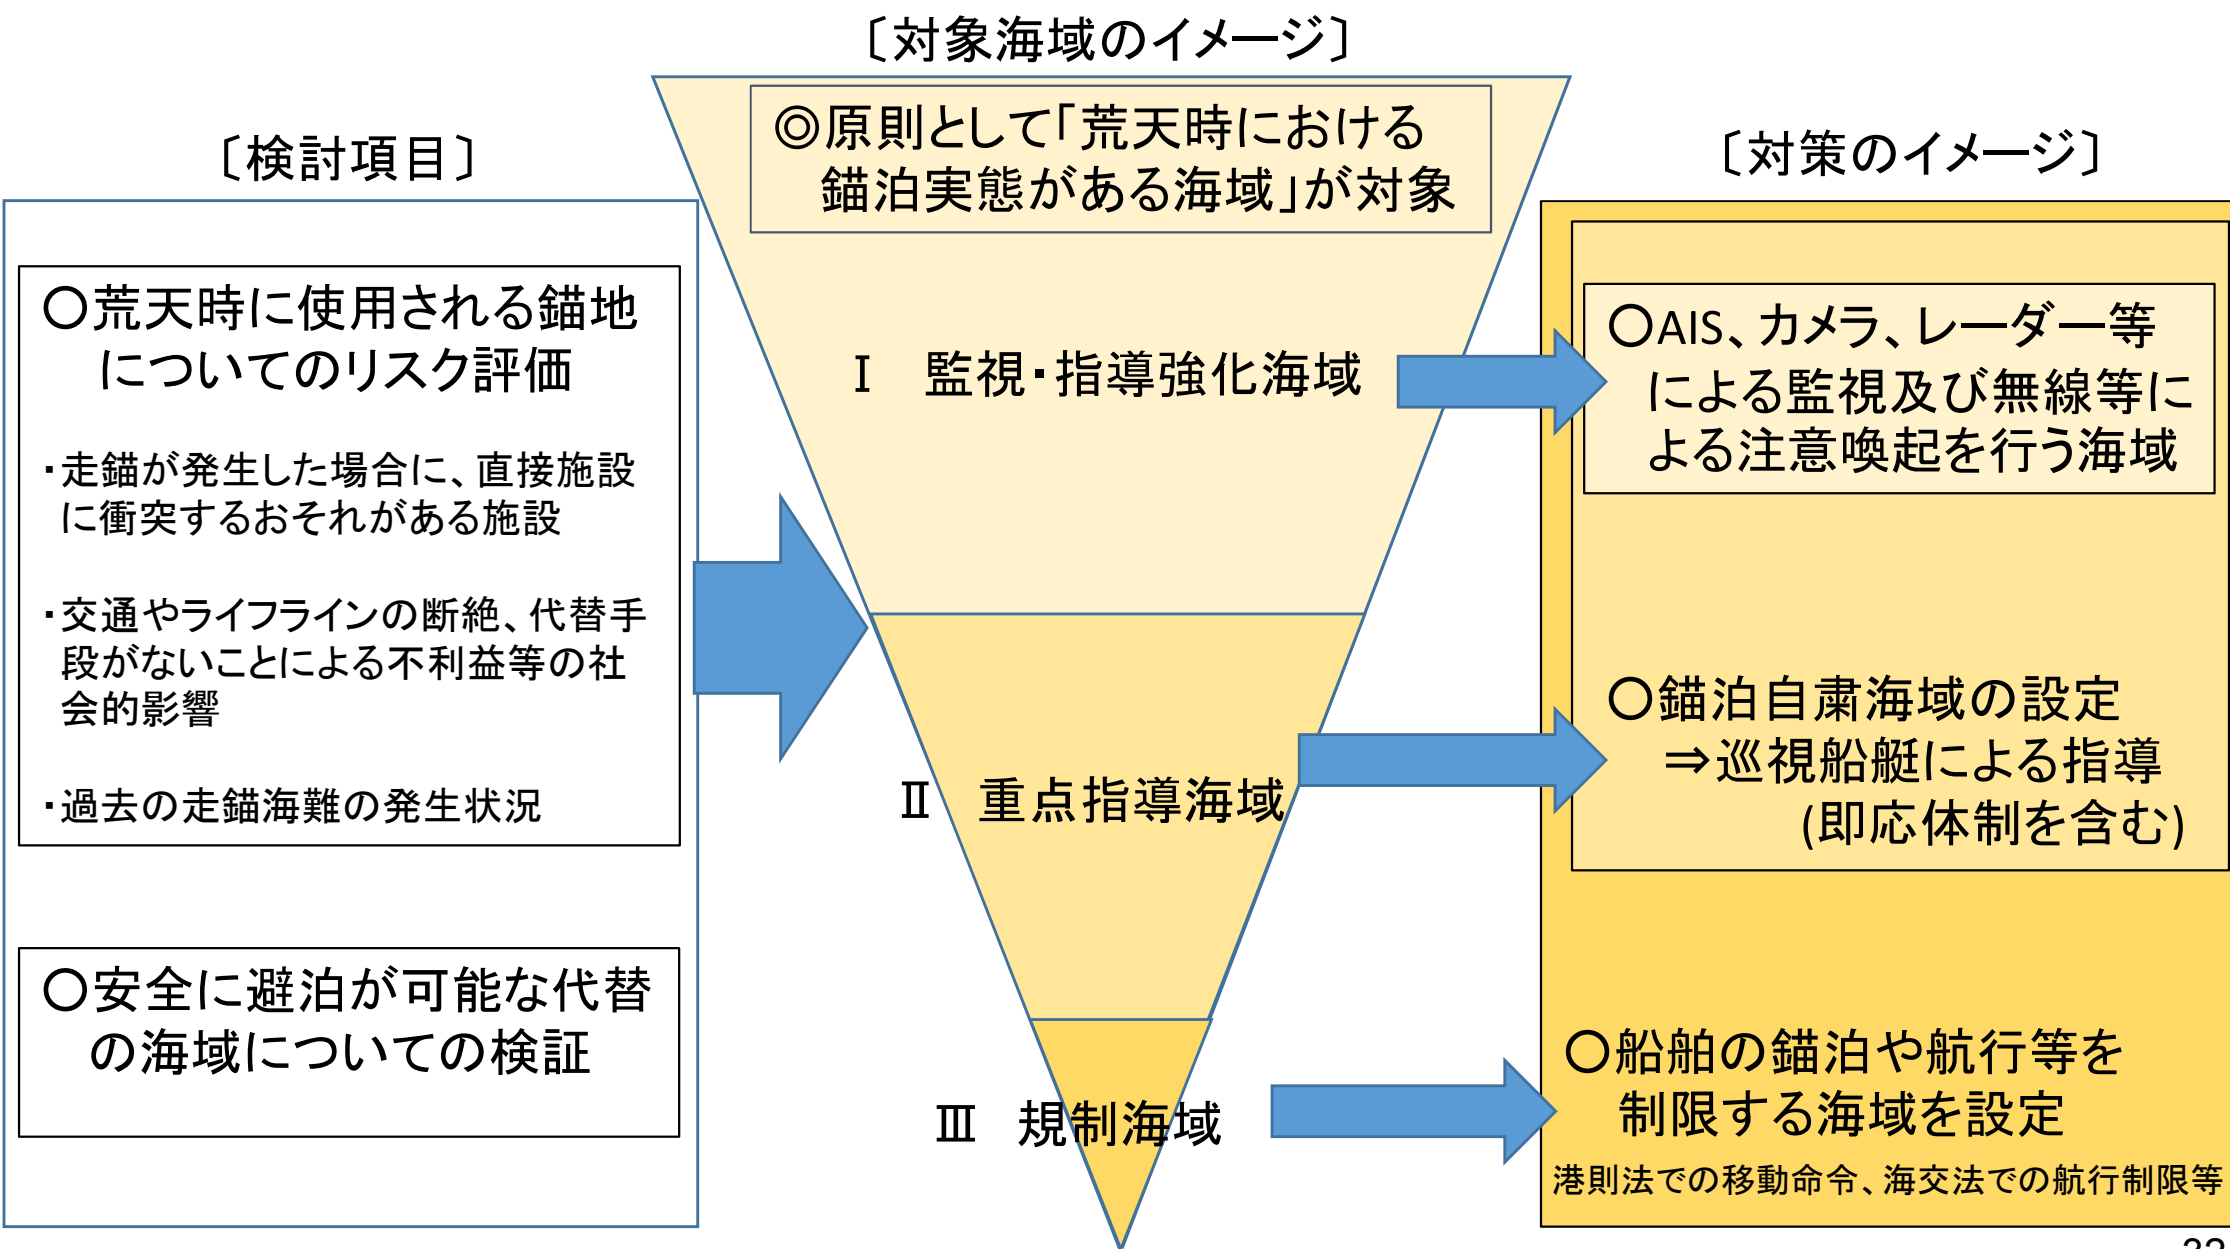 〔対象海域のイメージ〕
◎原則として「荒天時における
錨泊実態がある海域」が対象
〔検討項目〕
〇荒天時に使用される錨地
についてのリスク評価
・走錨が発生した場合に、直接施設
に衝突するおそれがある施設
・交通やライフラインの断絶、代替手
段がないことによる不利益等の社
会的影響
・過去の走錨海難の発生状況
〇安全に避泊が可能な代替
の海域についての検証
Ⅰ 監視・指導強化海域
Ⅱ 重点指導海域
Ⅲ 規制海域
〔対策のイメージ〕
〇AIS、カメラ、レーダー等
による監視及び無線等に
よる注意喚起を行う海域
〇錨泊自粛海域の設定
⇒巡視船艇による指導
(即応体制を含む)
〇船舶の錨泊や航行等を
制限する海域を設定
港則法での移動命令、海交法での航行制限等